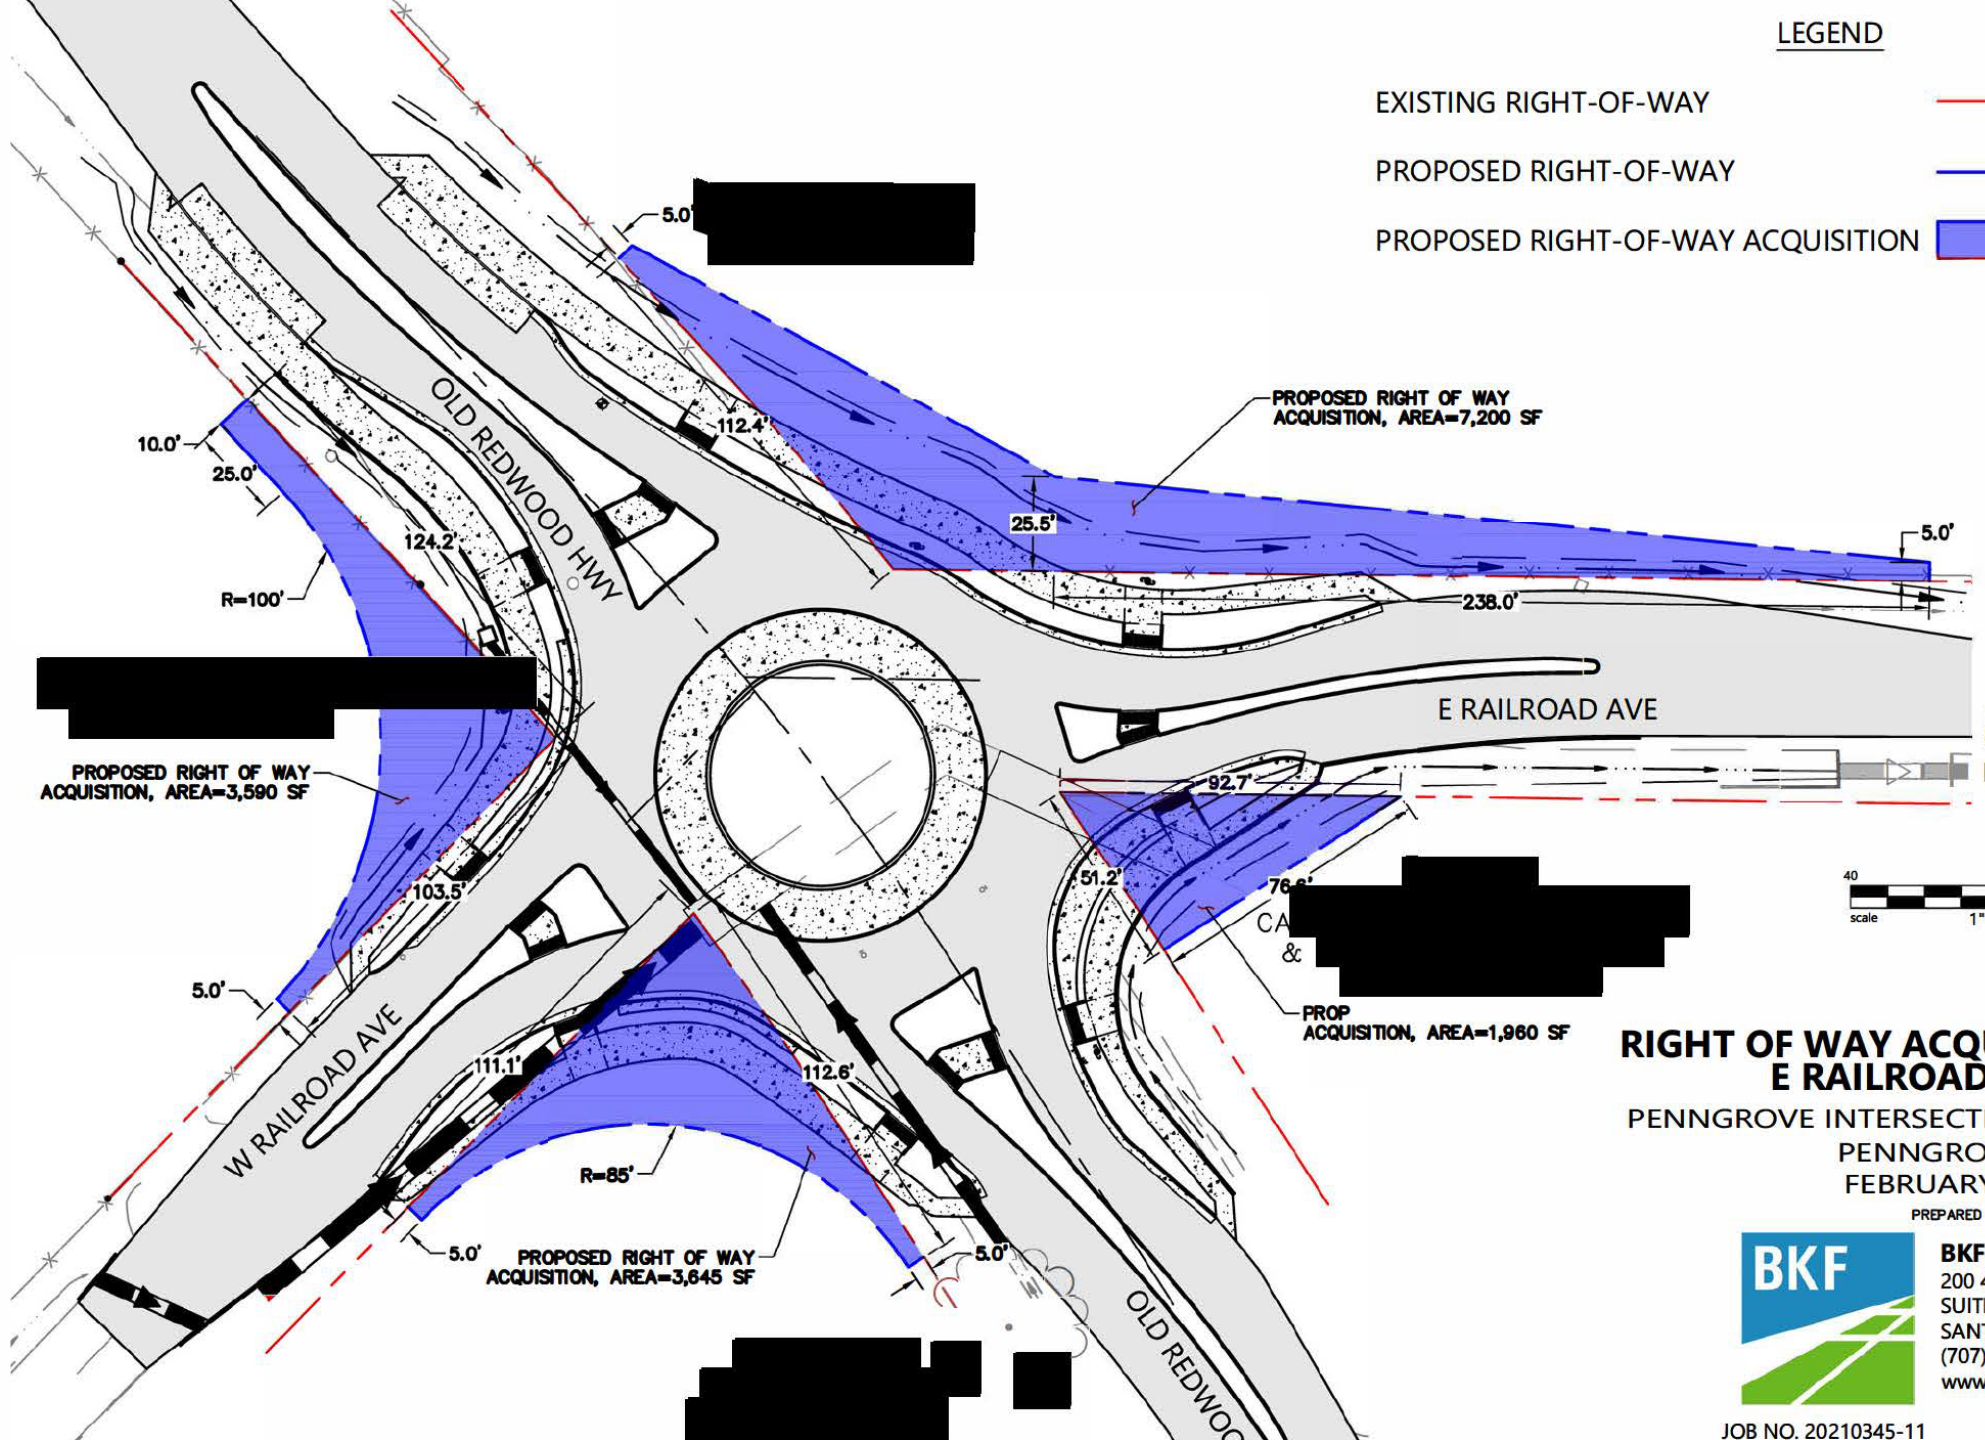 LEGEND
EXISTING RIGHT-OF-WAY
PROPOSED RIGHT-OF-WAY
PROPOSED RIGHT-OF-WAY ACQUISITION
5.0'
OLD REDWOOD HWY
112.4'
PROPOSED RIGHT OF WAY
ACQUISITION, AREA=7,200 SF
10.0'
25.0'
25.5'
5.0'
124.2'
R=100'
238.0'
E RAILROAD AVE
PROPOSED RIGHT OF WAY
ACQUISITION, AREA=3,590 SF
92.7'
103.5'
51.2'
76.6'
CA
&
40
scale
1"
5.0'
PROP
ACQUISITION, AREA=1,960 SF
W RAILROAD AVE
111.1'
112.6'
R=85'
5.0'
PROPOSED RIGHT OF WAY
ACQUISITION, AREA=3,645 SF
5.0'
OLD REDWOO
RIGHT OF WAY ACQU
E RAILROAD
PENNGROVE INTERSECTI
PENNGRO
FEBRUARY
PREPARED
BKF
BKF
200 4
SUIT
SANT
(707)
www
JOB NO. 20210345-11